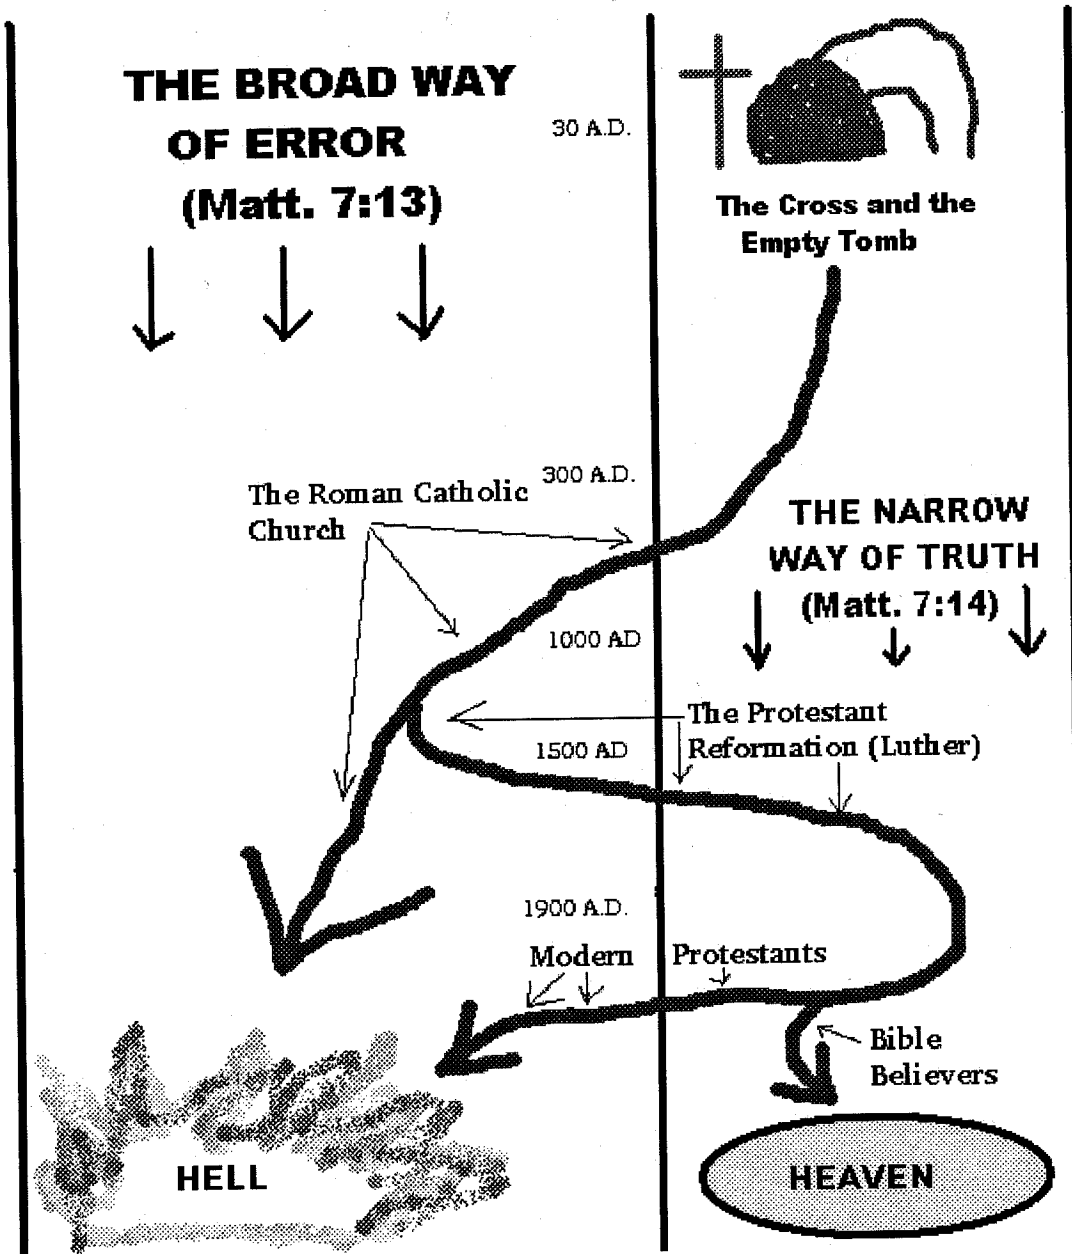 THE BROAD WAY
OF ERROR
(Matt. 7:13)
30 A.D.
The Cross and the
Empty Tomb
The Roman Catholic
Church
300 A.D.
THE NARROW
WAY OF TRUTH
(Matt. 7:14)
1000 AD
The Protestant
Reformation (Luther)
1500 AD
1900 A.D.
Modern Protestants
Bible
Believers
HELL
HEAVEN